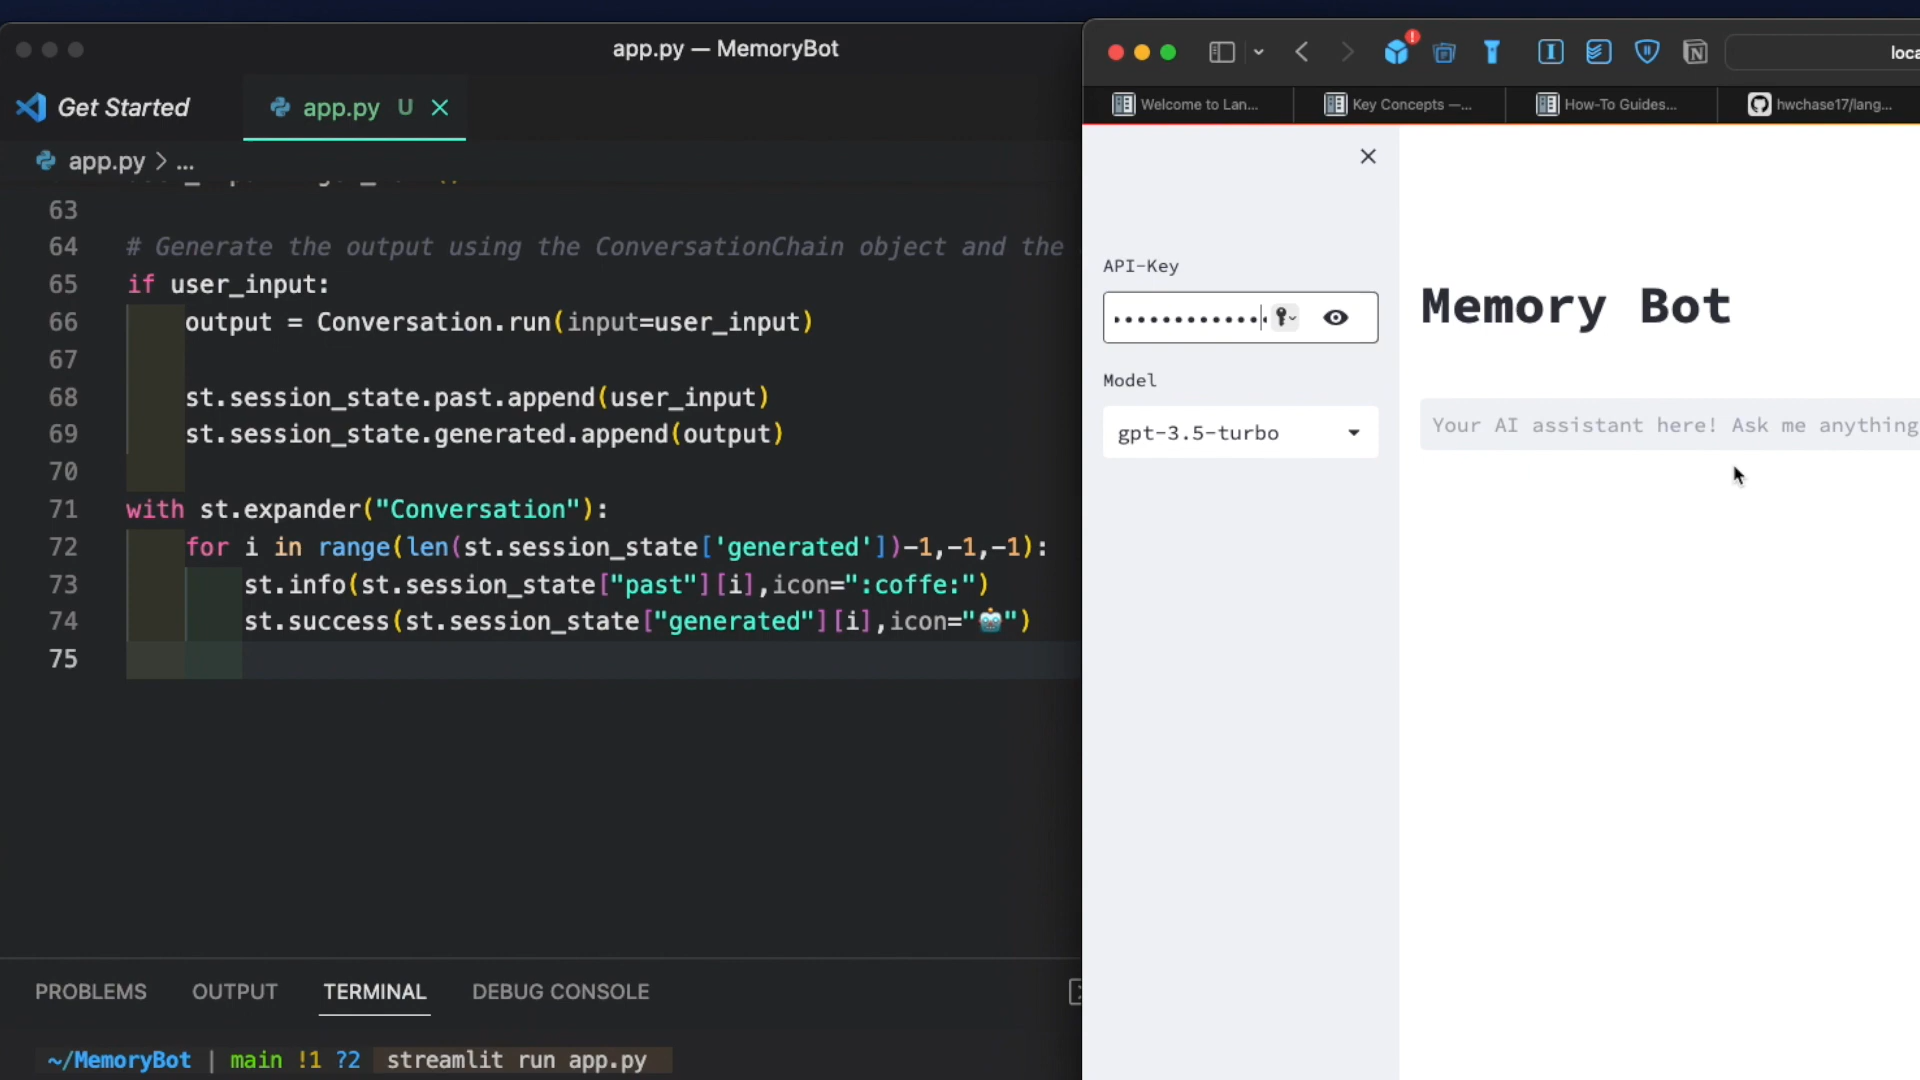 app.py — MemoryBot
Get Started
app.py U
app.py > ...
63
64 # Generate the output using the ConversationChain object and the
65 if user_input:
66 output = Conversation.run(input=user_input)
67
68 st.session_state.past.append(user_input)
69 st.session_state.generated.append(output)
70
71 with st.expander("Conversation"):
72 for i in range(len(st.session_state['generated'])-1,-1,-1):
73 st.info(st.session_state["past"][i],icon=":coffe:")
74 st.success(st.session_state["generated"][i],icon="🤖")
75
PROBLEMS OUTPUT TERMINAL DEBUG CONSOLE
~/MemoryBot | main !1 ?2 streamlit run app.py
loca
Welcome to Lan... Key Concepts —... How-To Guides... hwchase17/lang...
API-Key
Model
gpt-3.5-turbo
Memory Bot
Your AI assistant here! Ask me anything